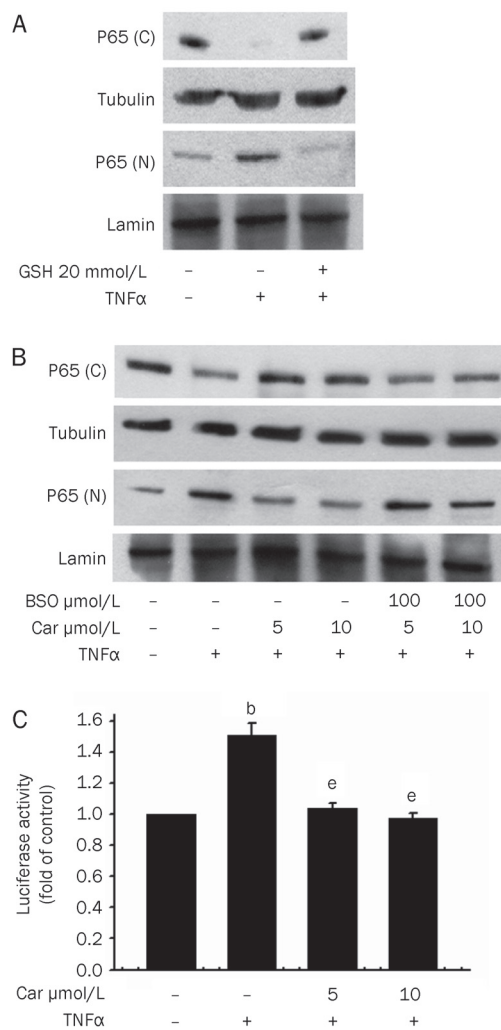 A
P65 (C)
Tubulin
P65 (N)
Lamin
GSH 20 mmol/L – – +
TNFα – + +
B
P65 (C)
Tubulin
P65 (N)
Lamin
BSO μmol/L – – – – 100 100
Car μmol/L – – 5 10 5 10
TNFα – + + + + +
C
Luciferase activity
(fold of control)
1.6
1.4
1.2
1.0
0.8
0.6
0.4
0.2
0.0
b
e
e
Car μmol/L – – 5 10
TNFα – + + +